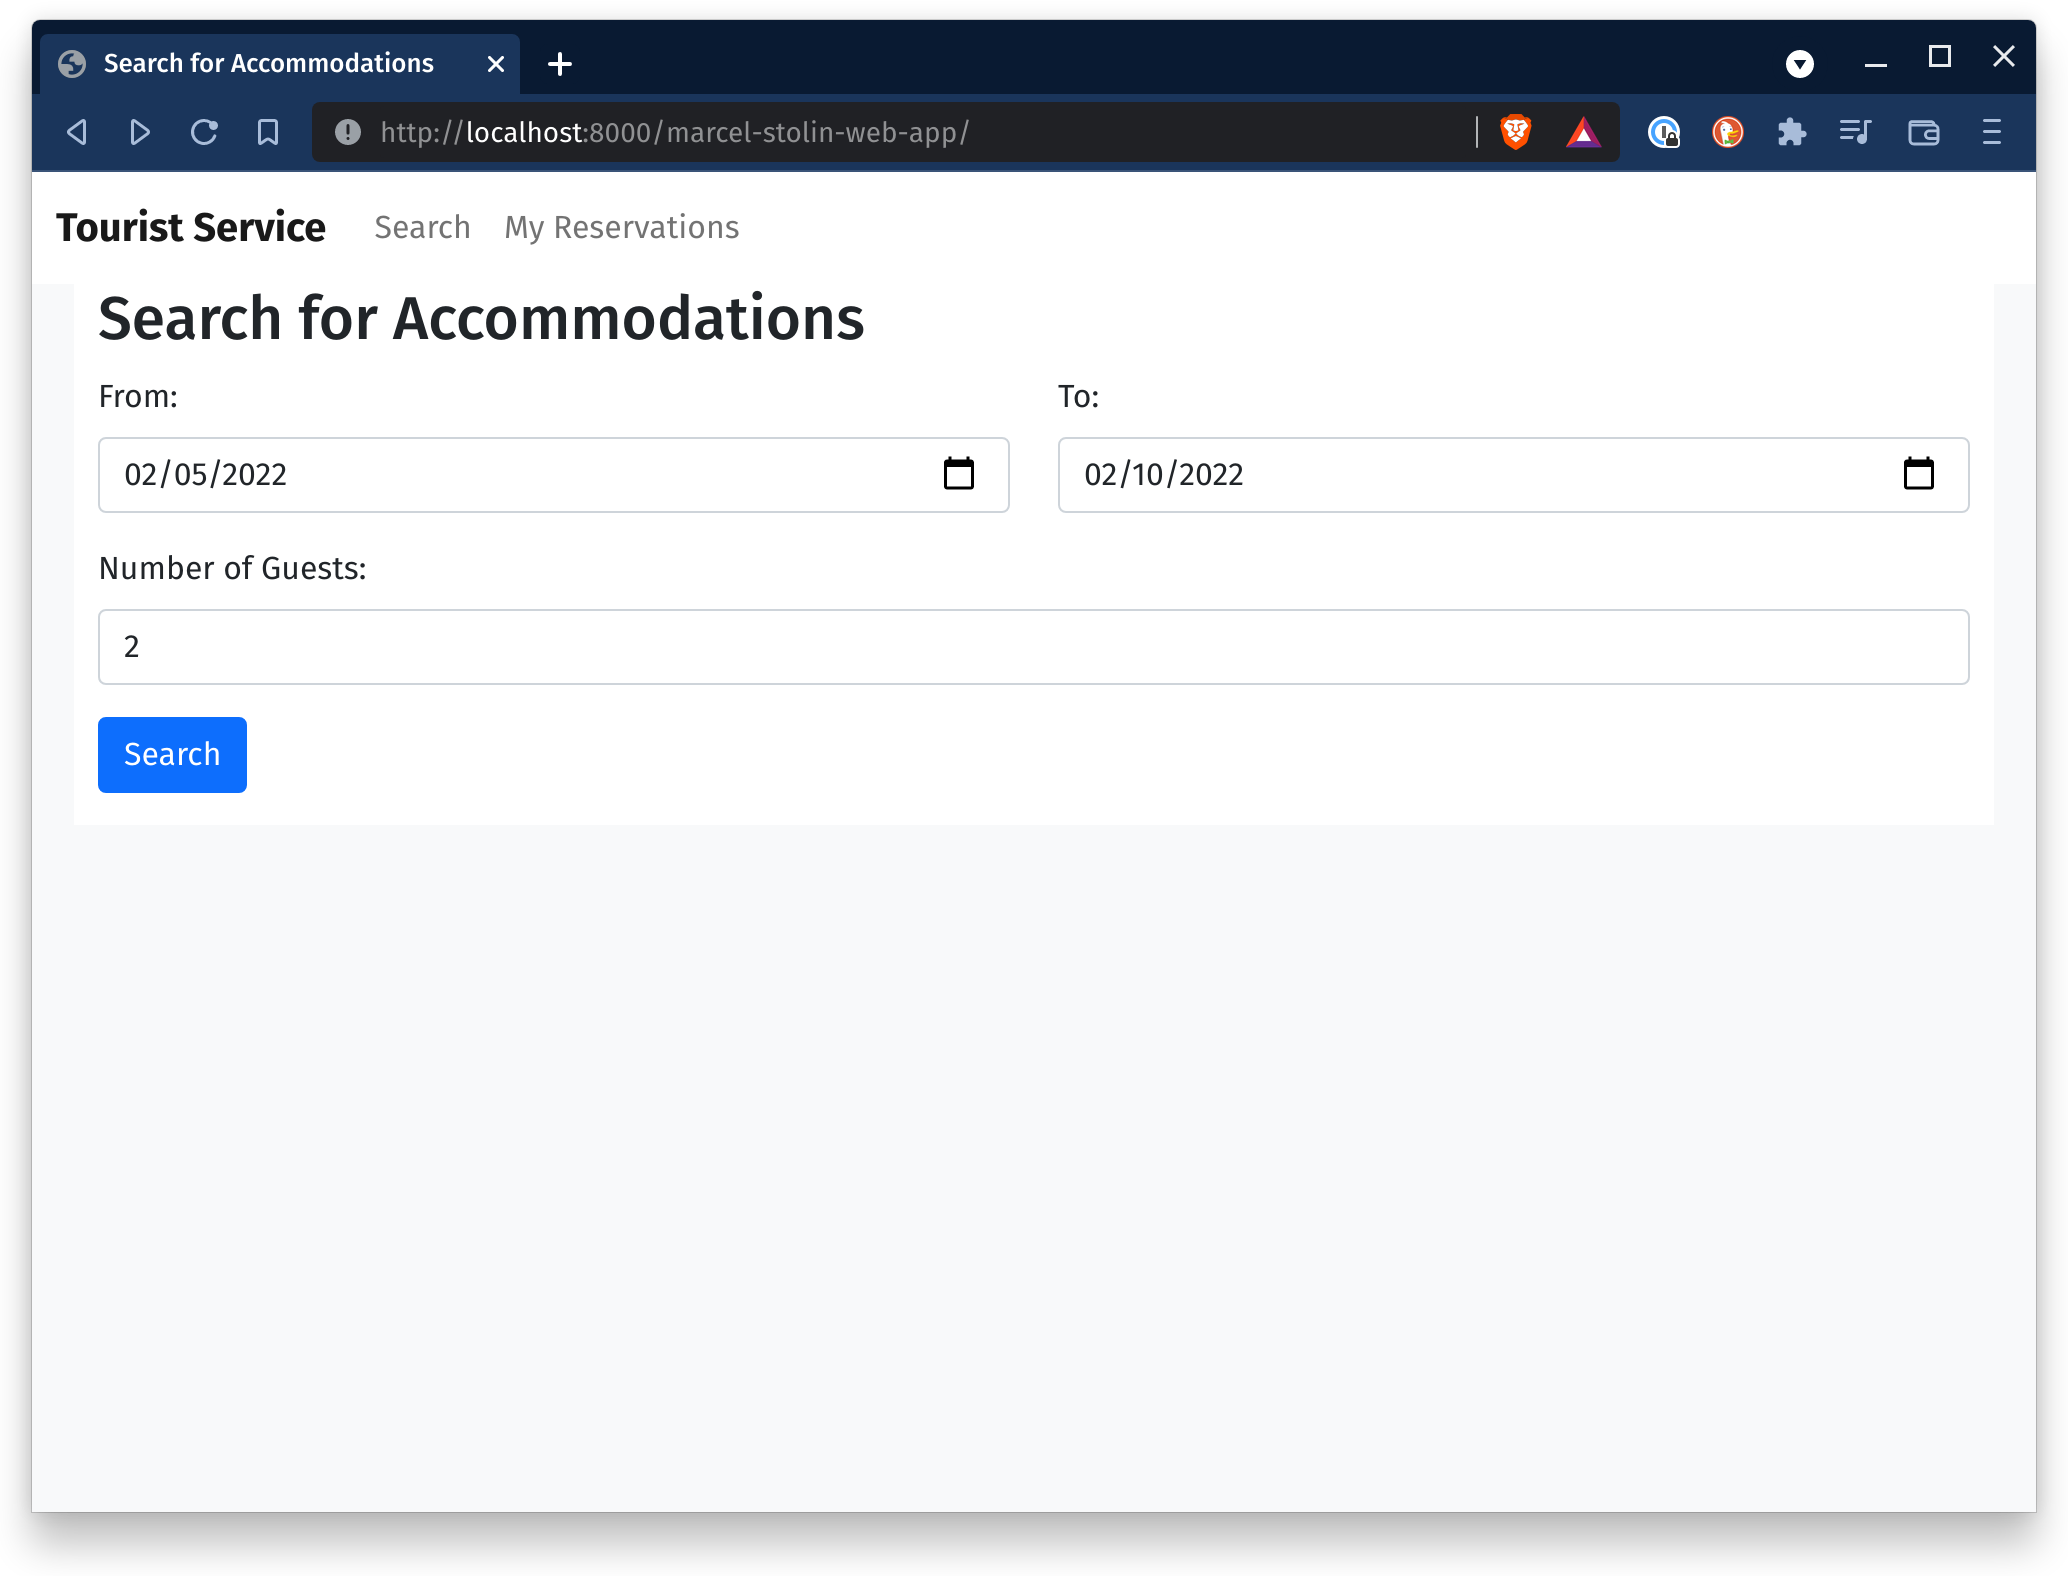 Search for Accommodations
http://localhost:8000/marcel-stolin-web-app/
Tourist Service Search My Reservations
Search for Accommodations
From: To:
02/05/2022 02/10/2022
Number of Guests:
2
Search